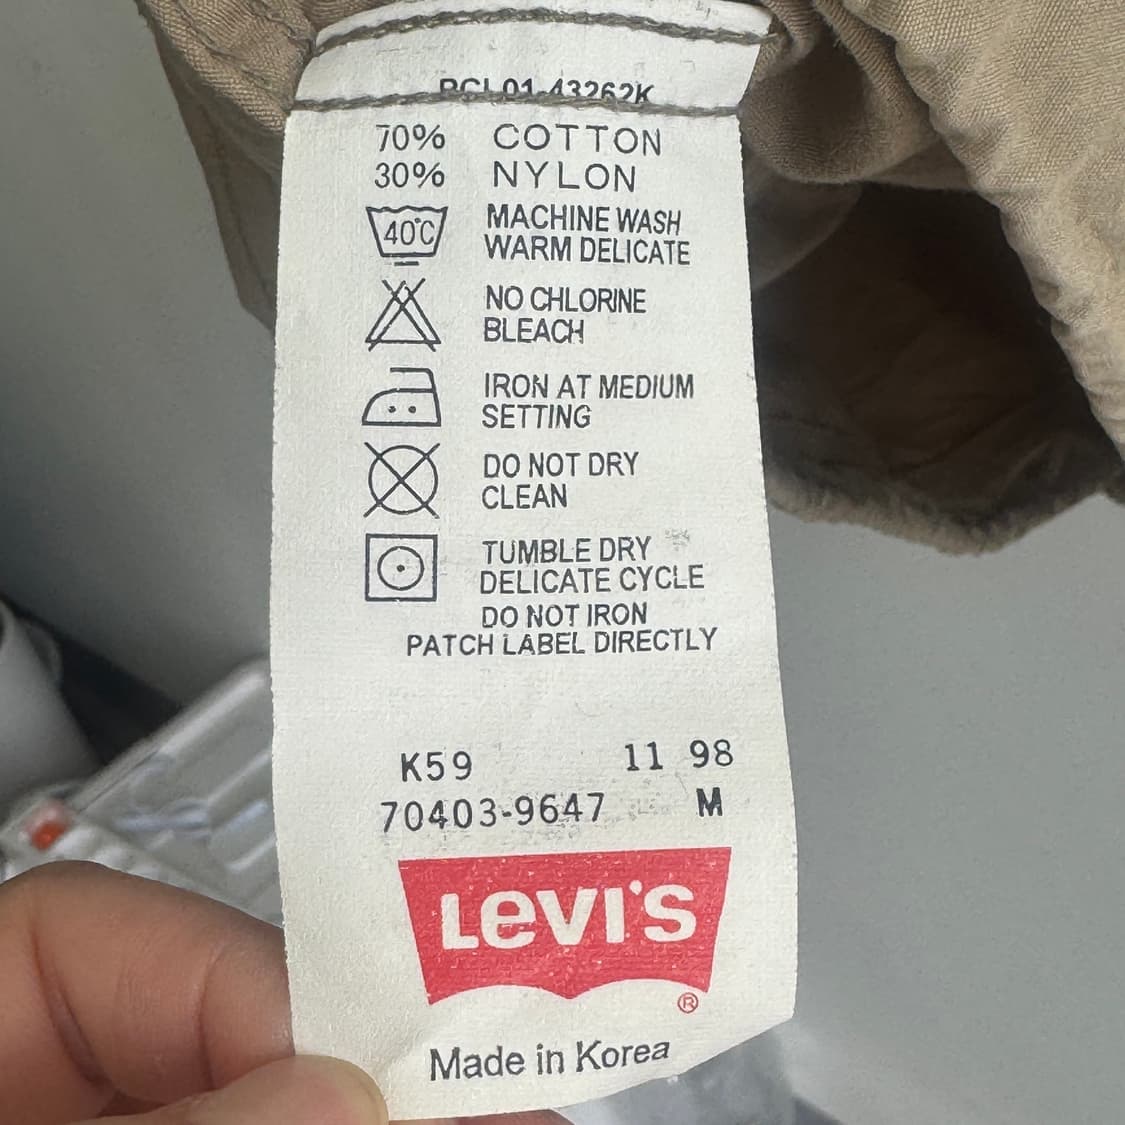 PCL01-43262K
70% COTTON
30% NYLON
40°C MACHINE WASH
WARM DELICATE
NO CHLORINE
BLEACH
IRON AT MEDIUM
SETTING
DO NOT DRY
CLEAN
TUMBLE DRY
DELICATE CYCLE
DO NOT IRON
PATCH LABEL DIRECTLY
K59 11 98
70403-9647 M
LEVI'S
®
Made in Korea